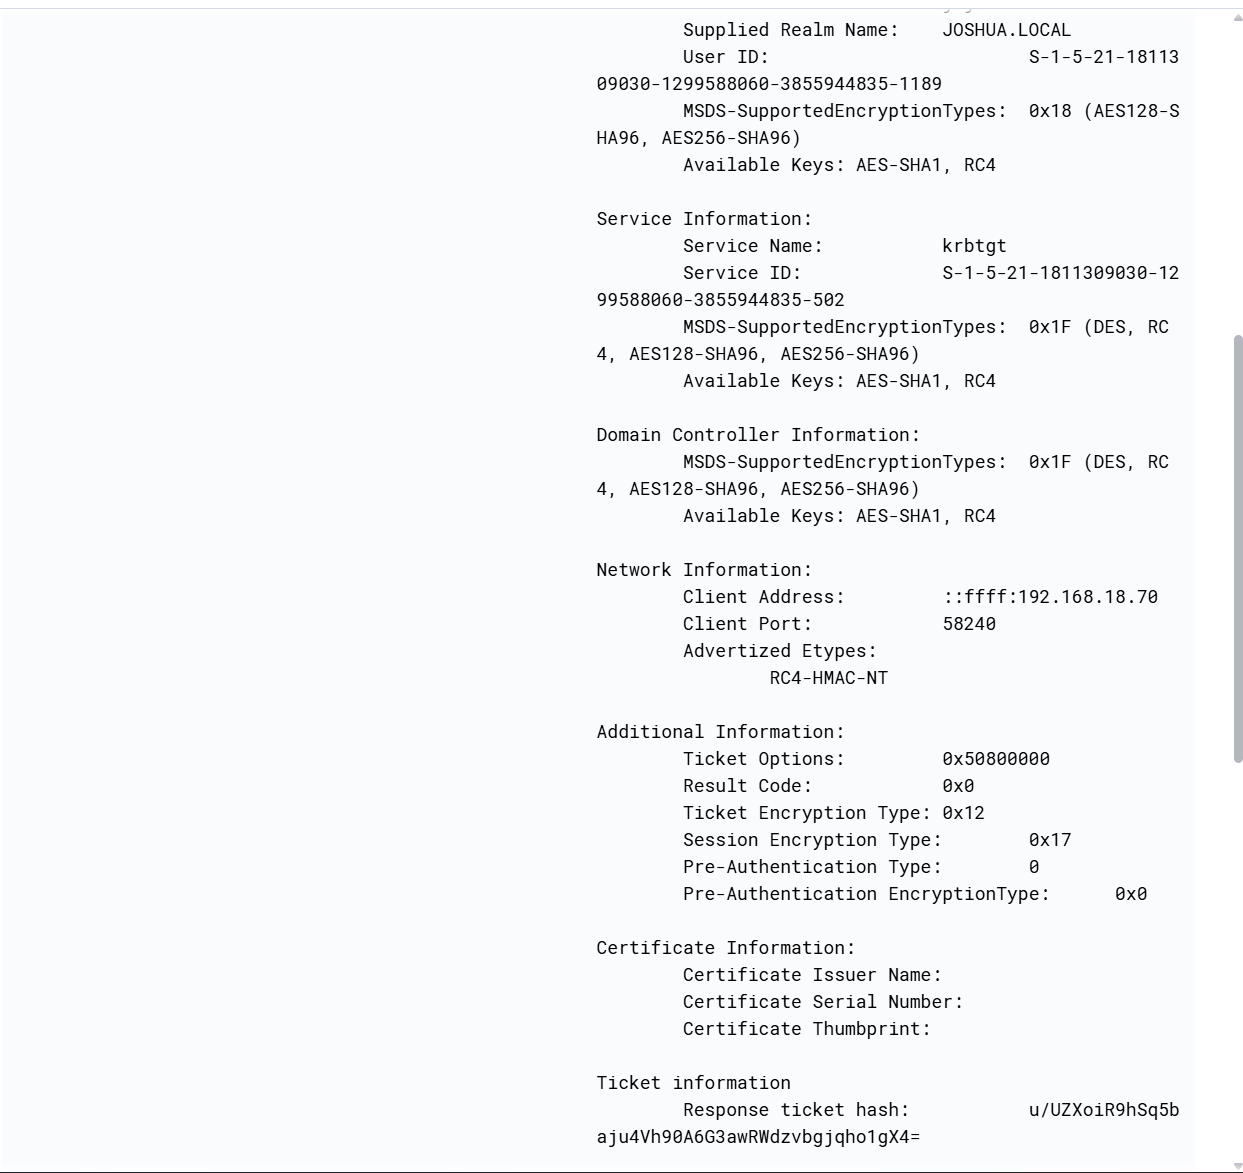 Supplied Realm Name:    JOSHUA.LOCAL
User ID:                        S-1-5-21-18113
09030-1299588060-3855944835-1189
MSDS-SupportedEncryptionTypes:  0x18 (AES128-S
HA96, AES256-SHA96)
Available Keys: AES-SHA1, RC4
Service Information:
Service Name:           krbtgt
Service ID:             S-1-5-21-1811309030-12
99588060-3855944835-502
MSDS-SupportedEncryptionTypes:  0x1F (DES, RC
4, AES128-SHA96, AES256-SHA96)
Available Keys: AES-SHA1, RC4
Domain Controller Information:
MSDS-SupportedEncryptionTypes:  0x1F (DES, RC
4, AES128-SHA96, AES256-SHA96)
Available Keys: AES-SHA1, RC4
Network Information:
Client Address:         ::ffff:192.168.18.70
Client Port:            58240
Advertized Etypes:
RC4-HMAC-NT
Additional Information:
Ticket Options:         0x50800000
Result Code:            0x0
Ticket Encryption Type: 0x12
Session Encryption Type:        0x17
Pre-Authentication Type:        0
Pre-Authentication EncryptionType:      0x0
Certificate Information:
Certificate Issuer Name:
Certificate Serial Number:
Certificate Thumbprint:
Ticket information
Response ticket hash:           u/UZXoiR9hSq5b
aju4Vh90A6G3awRWdzvbgjqho1gX4=